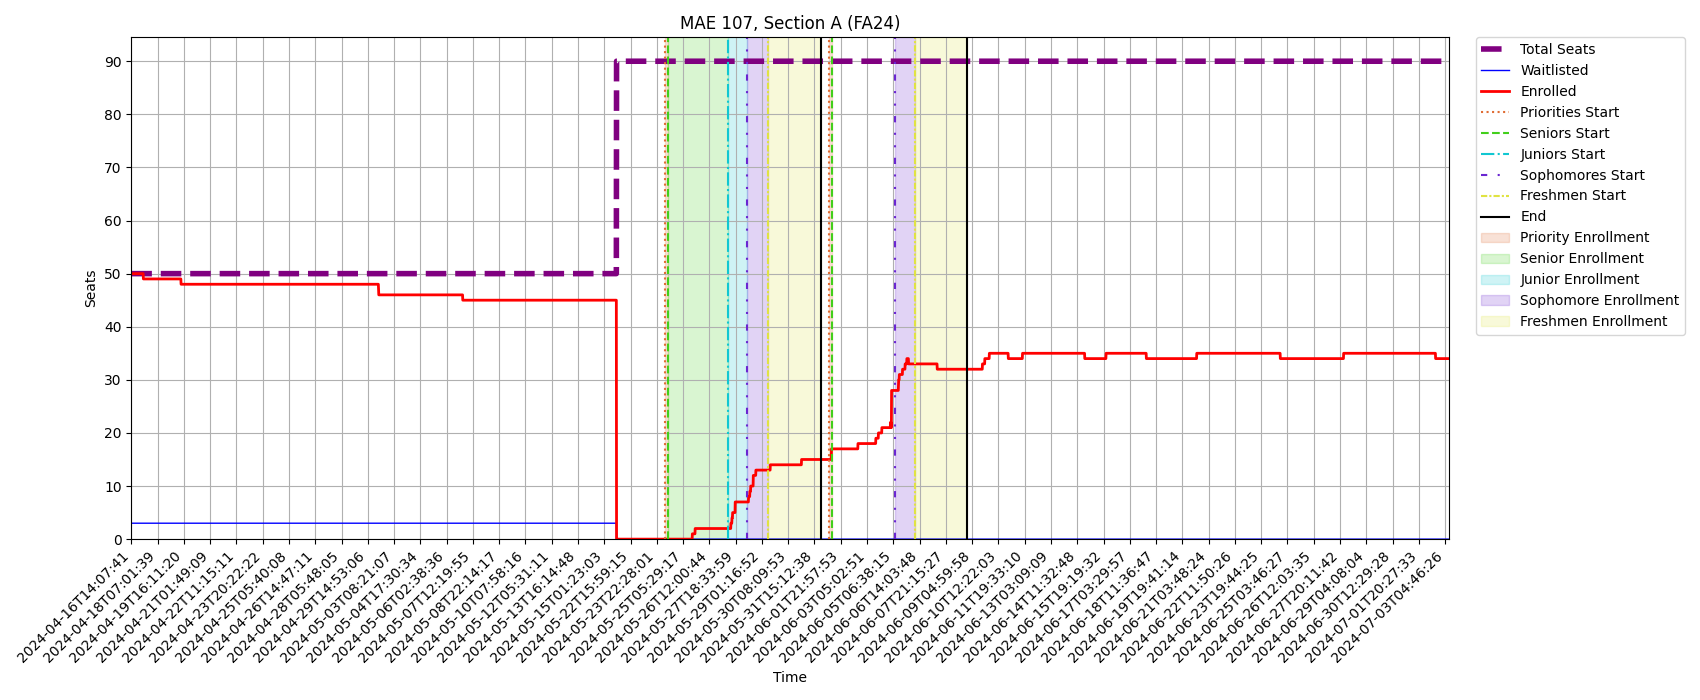 MAE 107, Section A (FA24)
Seats
90
80
70
60
50
40
30
20
10
0
2024-04-16T14:07:41
2024-04-18T07:01:39
2024-04-19T16:11:20
2024-04-21T01:49:09
2024-04-22T11:15:11
2024-04-23T20:22:22
2024-04-25T05:40:08
2024-04-26T14:47:11
2024-04-28T05:48:05
2024-04-29T14:53:06
2024-05-03T08:21:07
2024-05-04T17:30:34
2024-05-06T02:38:36
2024-05-07T12:19:55
2024-05-08T22:14:17
2024-05-10T07:58:16
2024-05-12T05:31:11
2024-05-13T16:14:48
2024-05-15T01:23:03
2024-05-22T15:59:15
2024-05-23T22:28:01
2024-05-25T05:29:17
2024-05-26T12:00:44
2024-05-27T18:33:59
2024-05-29T01:16:52
2024-05-30T08:09:53
2024-05-31T15:12:38
2024-06-01T21:57:53
2024-06-03T05:02:51
2024-06-05T06:38:15
2024-06-06T14:03:48
2024-06-07T21:15:27
2024-06-09T04:59:58
2024-06-10T12:22:03
2024-06-11T19:33:10
2024-06-13T03:09:09
2024-06-14T11:32:48
2024-06-15T19:19:32
2024-06-17T03:29:57
2024-06-18T11:36:47
2024-06-19T19:41:14
2024-06-21T03:48:24
2024-06-22T11:50:26
2024-06-23T19:44:25
2024-06-25T03:46:27
2024-06-26T12:03:35
2024-06-27T20:11:42
2024-06-29T04:08:04
2024-06-30T12:29:28
2024-07-01T20:27:33
2024-07-03T04:46:26
Time
Total Seats
Waitlisted
Enrolled
Priorities Start
Seniors Start
Juniors Start
Sophomores Start
Freshmen Start
End
Priority Enrollment
Senior Enrollment
Junior Enrollment
Sophomore Enrollment
Freshmen Enrollment